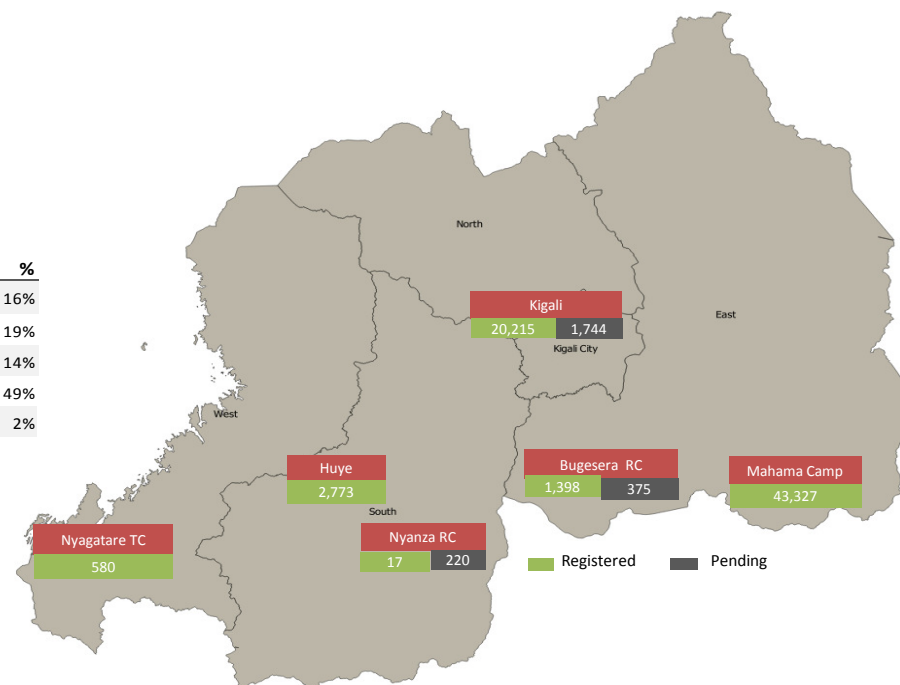 %
16%
19%
14%
49%
2%
North
Kigali
20,215 1,744
Kigali City
East
West
Huye
2,773
South
Bugesera RC
1,398 375
Mahama Camp
43,327
Nyagatare TC
580
Nyanza RC
17 220
Registered Pending